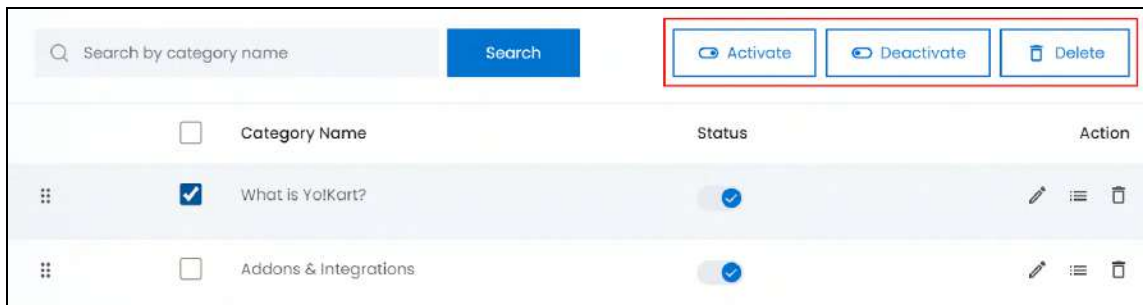 Search by category name Search Activate Deactivate Delete
Category Name Status Action
What is Yo!Kart?
Addons & Integrations